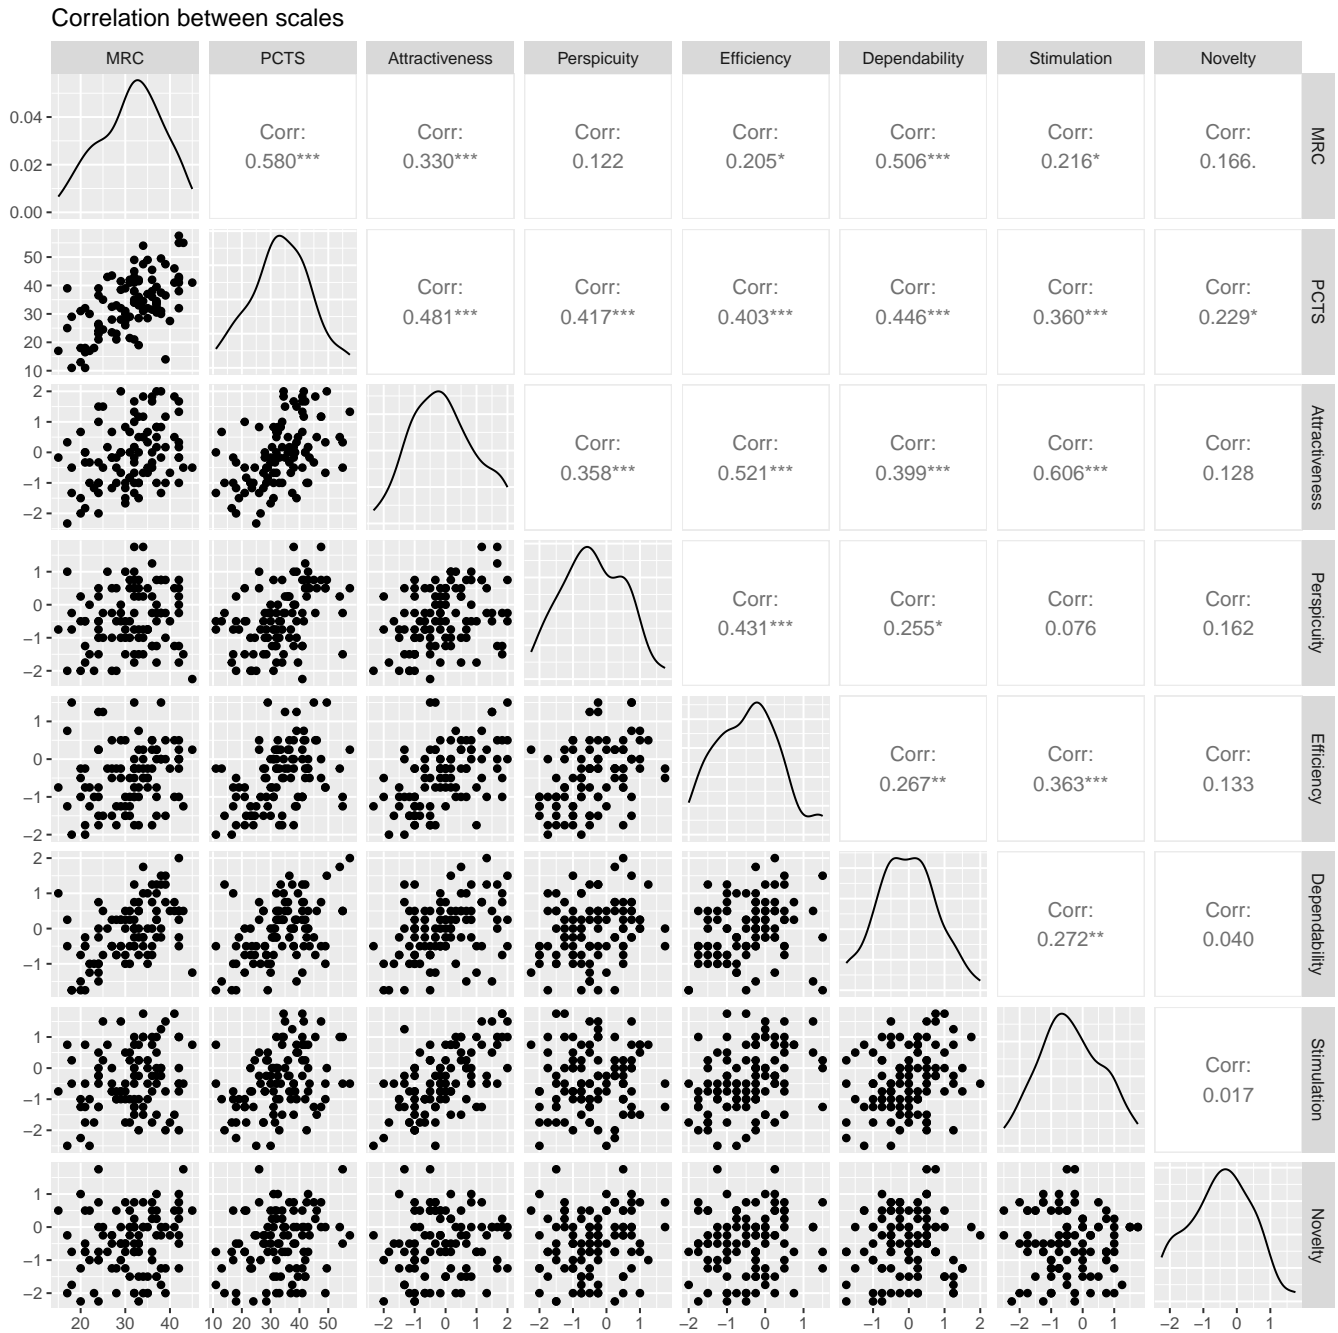 Correlation between scales
MRC PCTS Attractiveness Perspicuity Efficiency Dependability Stimulation Novelty
0.04
0.02
0.00
Corr: Corr: Corr: Corr: Corr: Corr: Corr:
0.580*** 0.330*** 0.122 0.205* 0.506*** 0.216* 0.166.
MRC
50
40
30
20
10
Corr: Corr: Corr: Corr: Corr: Corr:
0.481*** 0.417*** 0.403*** 0.446*** 0.360*** 0.229*
PCTS
2
1
0
−1
−2
Corr: Corr: Corr: Corr: Corr:
0.358*** 0.521*** 0.399*** 0.606*** 0.128
Attractiveness
1
0
−1
−2
Corr: Corr: Corr: Corr:
0.431*** 0.255* 0.076 0.162
Perspicuity
1
0
−1
−2
Corr: Corr: Corr:
0.267** 0.363*** 0.133
Efficiency
2
1
0
−1
Corr: Corr:
0.272** 0.040
Dependability
1
0
−1
−2
Corr:
0.017
Stimulation
1
0
−1
−2
Novelty
20 30 40 10 20 30 40 50 −2 −1 0 1 2 −2 −1 0 1 −2 −1 0 1 −1 0 1 2 −2 −1 0 1 −2 −1 0 1